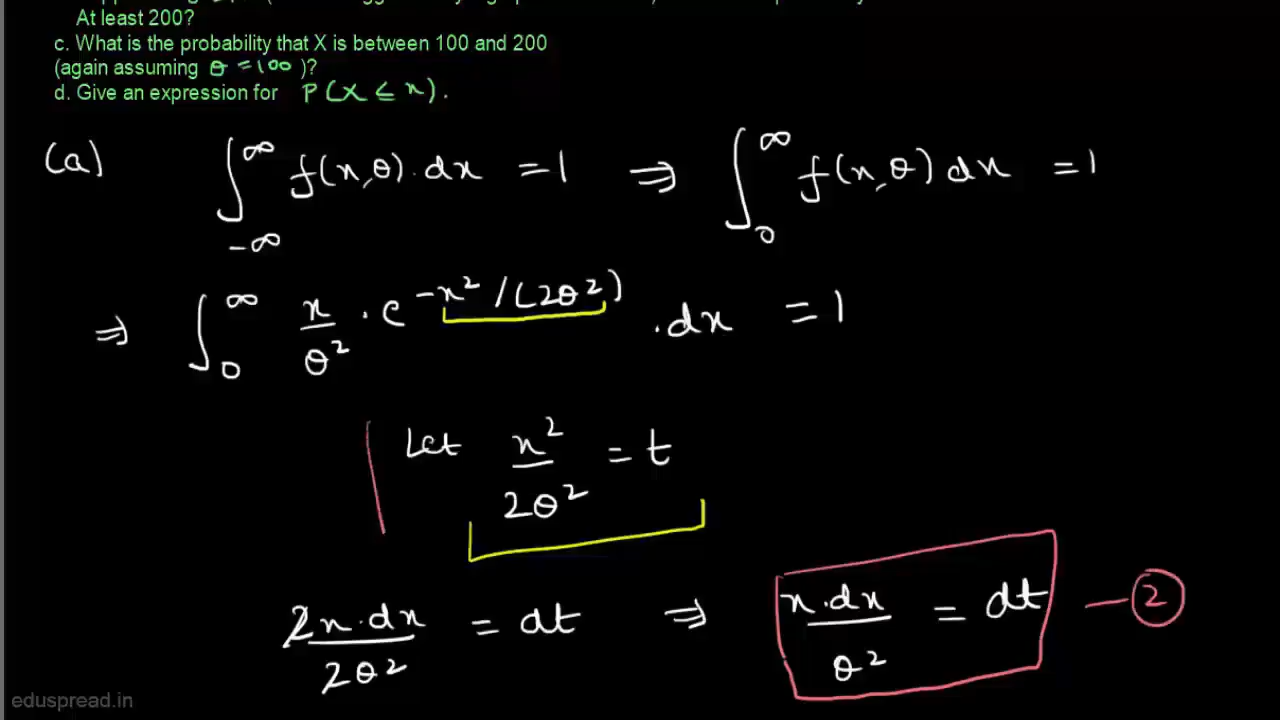 At least 200?
c. What is the probability that X is between 100 and 200
(again assuming θ = 100 )?
d. Give an expression for P(X ≤ x).
(a) ∫_{-∞}^{∞} f(x,θ).dx = 1 ⇒ ∫_0^∞ f(x,θ) dx = 1
⇒ ∫_0^∞ x/θ² . e^{-x²/(2θ²)} .dx = 1
Let x²/2θ² = t
2x.dx/2θ² = dt ⇒ x.dx/θ² = dt — ②
eduspread.in